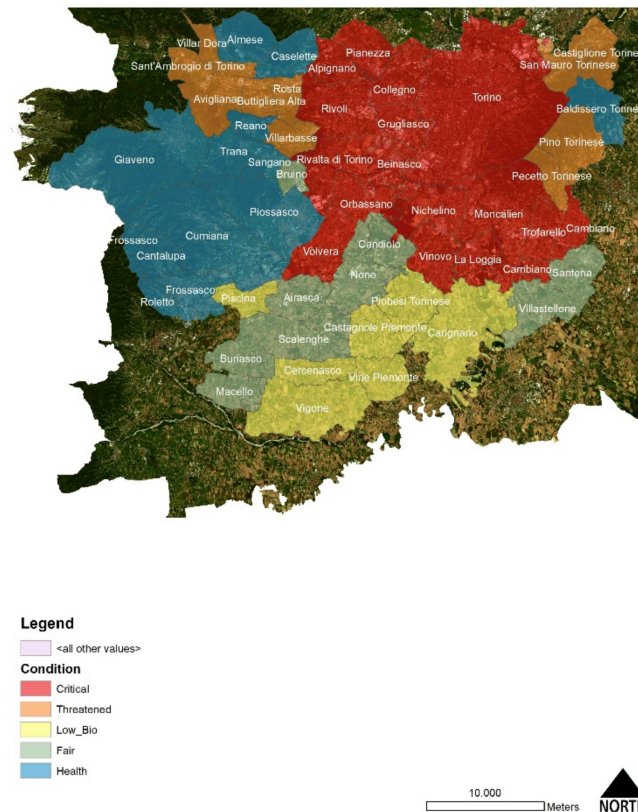 Villar Dora
Almese
Pianezza
Castiglione Torine
Caselette
Sant'Ambrogio di Torino
Alpignano
San Mauro Torinese
Rosta
Collegno
Torino
Avigliana
Buttigliera Alta
Rivoli
Baldissero Torine
Reano
Grugliasco
Villarbasse
Pino Torinese
Giaveno
Trana
Sangano
Rivalta di Torino
Beinasco
Bruino
Pecetto Torinese
Piossasco
Orbassano
Nichelino
Moncalieri
Cumiana
Trofarello
Cambiano
Frossasco
Volvera
Candiolo
Cantalupa
Vinovo
La Loggia
Cambiano
Santena
None
Frossasco
Roletto
Piscina
Airasca
Piobesi Torinese
Villastellone
Castagnole Piemonte
Carignano
Scalenghe
Buriasco
Cercenasco
Virle Piemonte
Macello
Vigone
Legend
<all other values>
Condition
Critical
Threatened
Low_Bio
Fair
Health
10.000
Meters
NORT